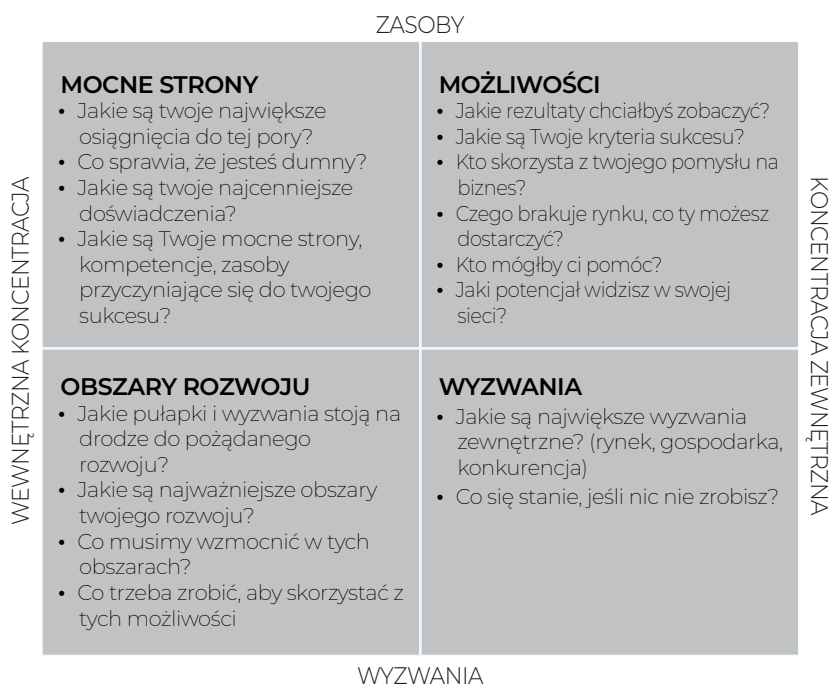 ZASOBY
WEWNĘTRZNA KONCENTRACJA
MOCNE STRONY
• Jakie są twoje największe
osiągnięcia do tej pory?
• Co sprawia, że jesteś dumny?
• Jakie są twoje najcenniejsze
doświadczenia?
• Jakie są Twoje mocne strony,
kompetencje, zasoby
przyczyniające się do twojego
sukcesu?
MOŻLIWOŚCI
• Jakie rezultaty chciałbyś zobaczyć?
• Jakie są Twoje kryteria sukcesu?
• Kto skorzysta z twojego pomysłu na
biznes?
• Czego brakuje rynku, co ty możesz
dostarczyć?
• Kto mógłby ci pomóc?
• Jaki potencjał widzisz w swojej
sieci?
KONCENTRACJA ZEWNĘTRZNA
OBSZARY ROZWOJU
• Jakie pułapki i wyzwania stoją na
drodze do pożądanego
rozwoju?
• Jakie są najważniejsze obszary
twojego rozwoju?
• Co musimy wzmocnić w tych
obszarach?
• Co trzeba zrobić, aby skorzystać z
tych możliwości
WYZWANIA
• Jakie są największe wyzwania
zewnętrzne? (rynek, gospodarka,
konkurencja)
• Co się stanie, jeśli nic nie zrobisz?
WYZWANIA